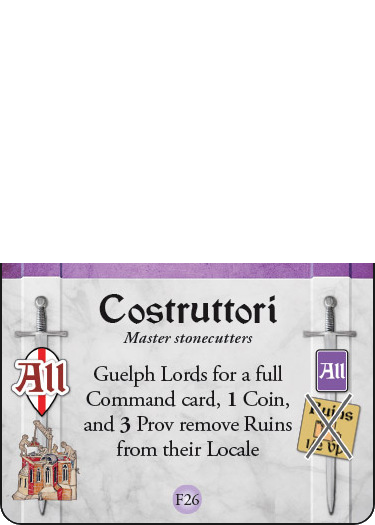 Costruttori
Master stonecutters
All
All
Guelph Lords for a full
Command card, 1 Coin,
and 3 Prov remove Ruins
from their Locale
Ruins
F26